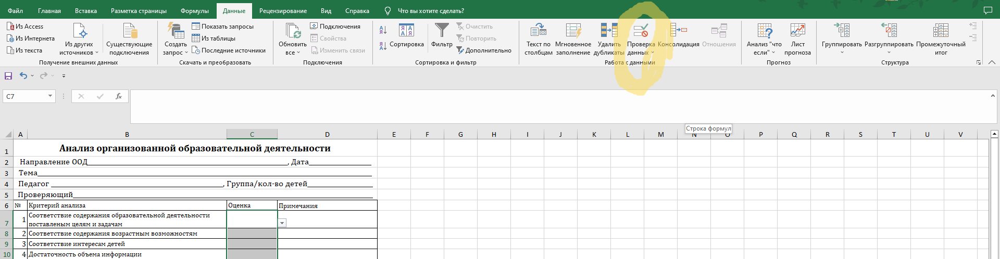 Файл Главная Вставка Разметка страницы Формулы Данные Рецензирование Вид Справка Что вы хотите сделать?
Из Access
Из Интернета
Из текста
Из других
источников
Существующие
подключения
Получение внешних данных
Создать
запрос
Показать запросы
Из таблицы
Последние источники
Скачать и преобразовать
Обновить
все
Подключения
Свойства
Изменить связи
Подключения
Сортировка
Фильтр
Очистить
Повторить
Дополнительно
Сортировка и фильтр
Текст по
столбцам
Мгновенное
заполнение
Удалить
дубликаты
Проверка
данных
Консолидация
Отношения
Работа с данными
Анализ "что
если"
Лист
прогноза
Прогноз
Группировать
Разгруппировать
Промежуточный
итог
Структура
C7
fx
Строка формул
A B C D E F G H I J K L M N O P Q R S T U V
1 Анализ организованной образовательной деятельности
2 Направление ООД____________, Дата____________
3 Тема____________
4 Педагог ____________, Группа/кол-во детей____________
5 Проверяющий____________
6 № Критерий анализа Оценка Примечания
7 1 Соответствие содержания образовательной деятельности
поставленым целям и задачам
8 2 Соответствие содержания возрастным возможностям
9 3 Соответствие интересам детей
10 4 Достаточность объема информации